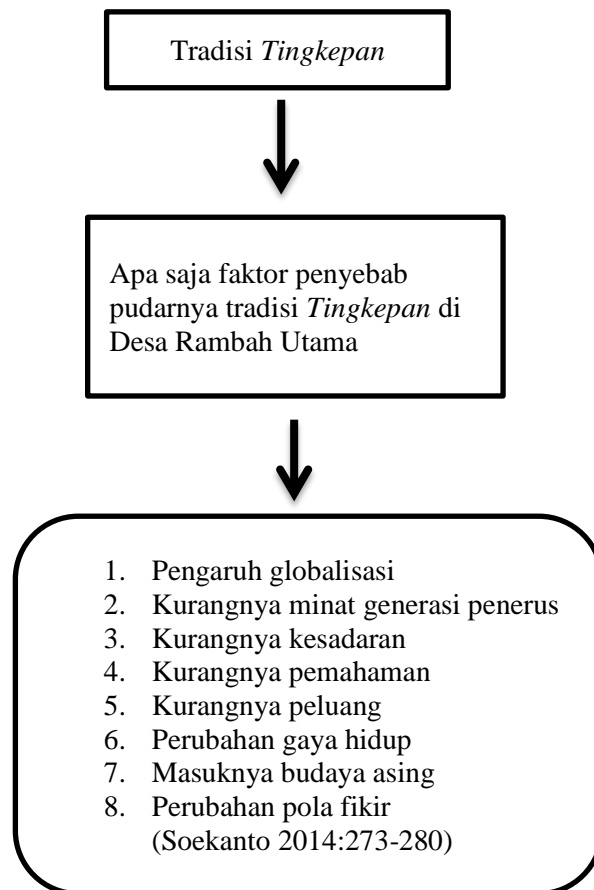 Tradisi Tingkepan
Apa saja faktor penyebab
pudarnya tradisi Tingkepan di
Desa Rambah Utama
1. Pengaruh globalisasi
2. Kurangnya minat generasi penerus
3. Kurangnya kesadaran
4. Kurangnya pemahaman
5. Kurangnya peluang
6. Perubahan gaya hidup
7. Masuknya budaya asing
8. Perubahan pola fikir
(Soekanto 2014:273-280)